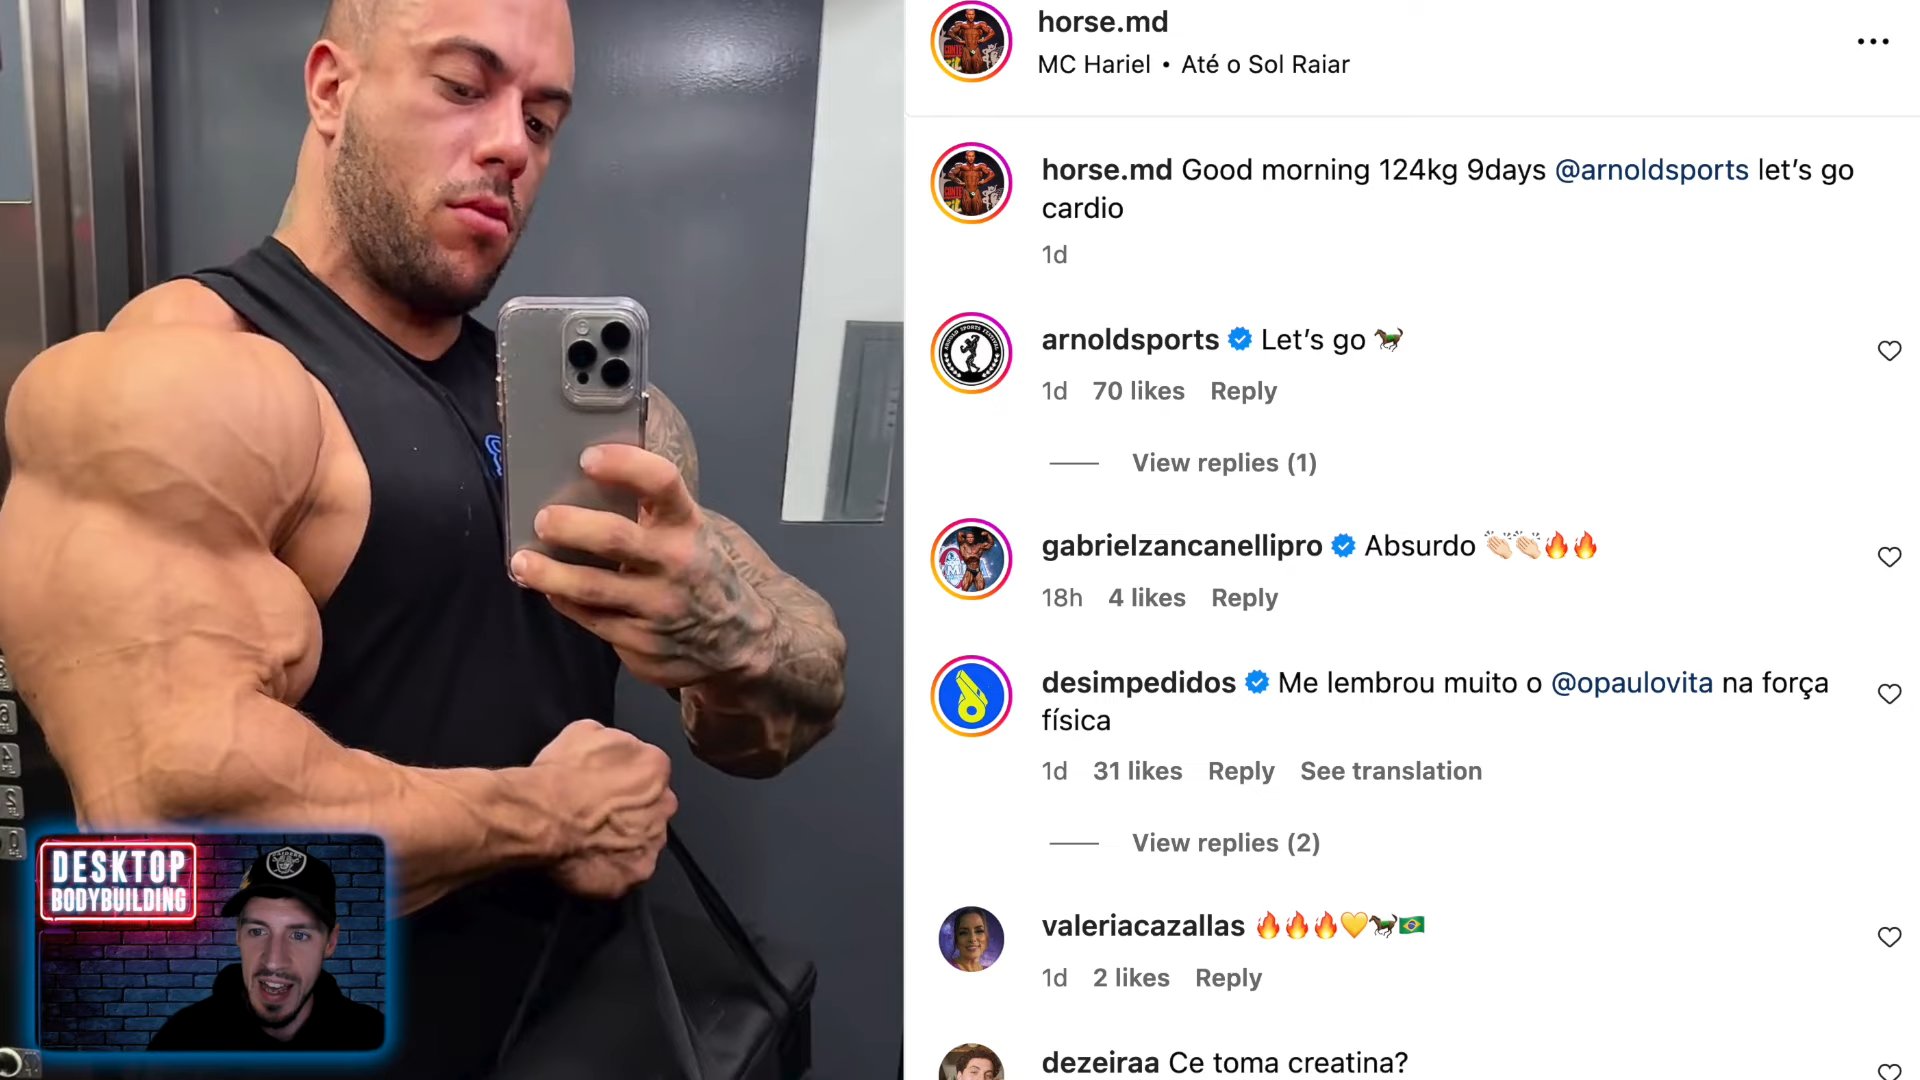 horse.md
MC Hariel • Até o Sol Raiar
horse.md Good morning 124kg 9days @arnoldsports let’s go
cardio
1d
arnoldsports Let’s go 🐎
1d 70 likes Reply
View replies (1)
gabrielzancanellipro Absurdo 👏🏻👏🏻🔥🔥
18h 4 likes Reply
desimpedidos Me lembrou muito o @opaulovita na força
física
1d 31 likes Reply See translation
View replies (2)
valeriacazallas 🔥🔥🔥💛🐎🇧🇷
1d 2 likes Reply
dezeiraa Ce toma creatina?
DESKTOP
BODYBUILDING
RAIDERS